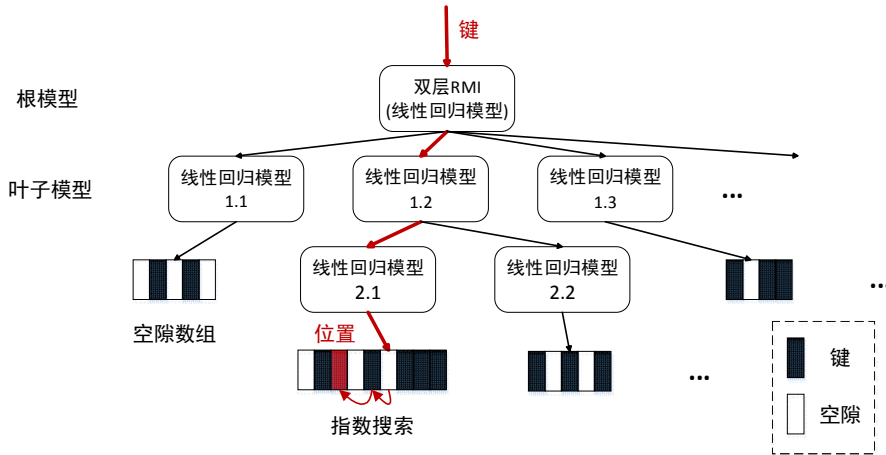 键
根模型
双层RMI
(线性回归模型)
叶子模型
线性回归模型
1.1
线性回归模型
1.2
线性回归模型
1.3
...
线性回归模型
2.1
线性回归模型
2.2
...
空隙数组
位置
指数搜索
...
键
空隙